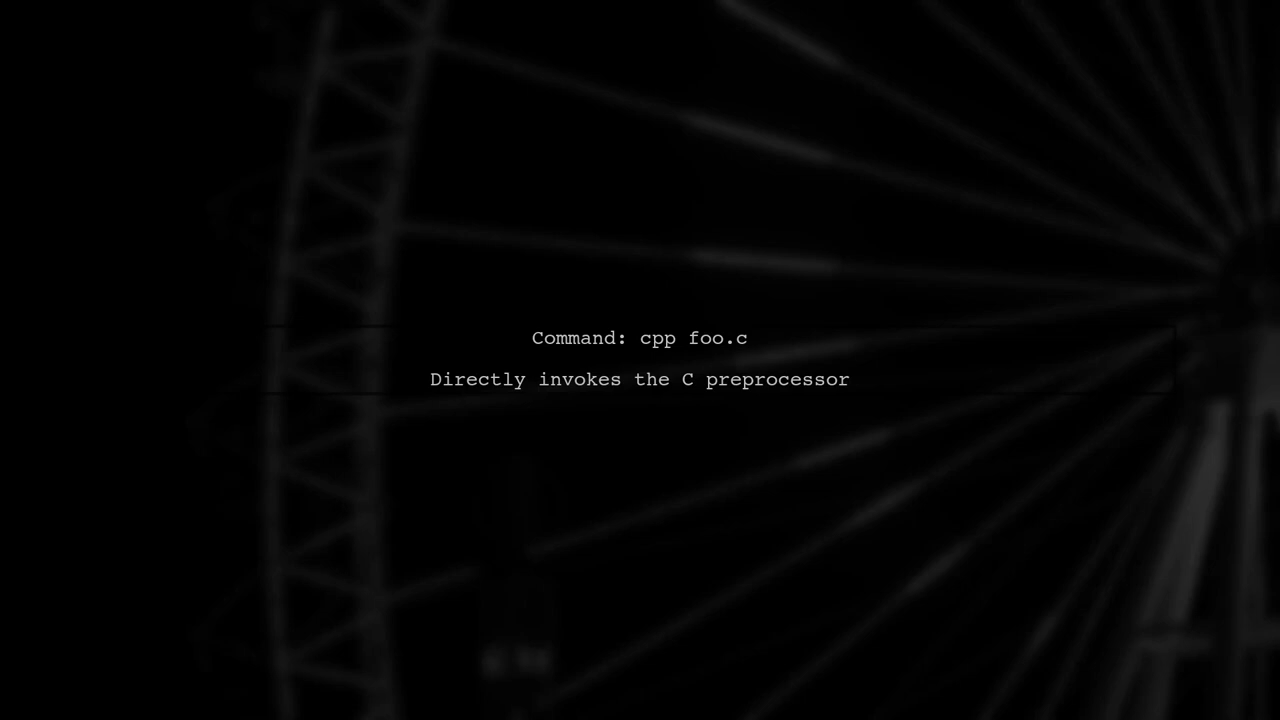 Command: cpp foo.c
Directly invokes the C preprocessor